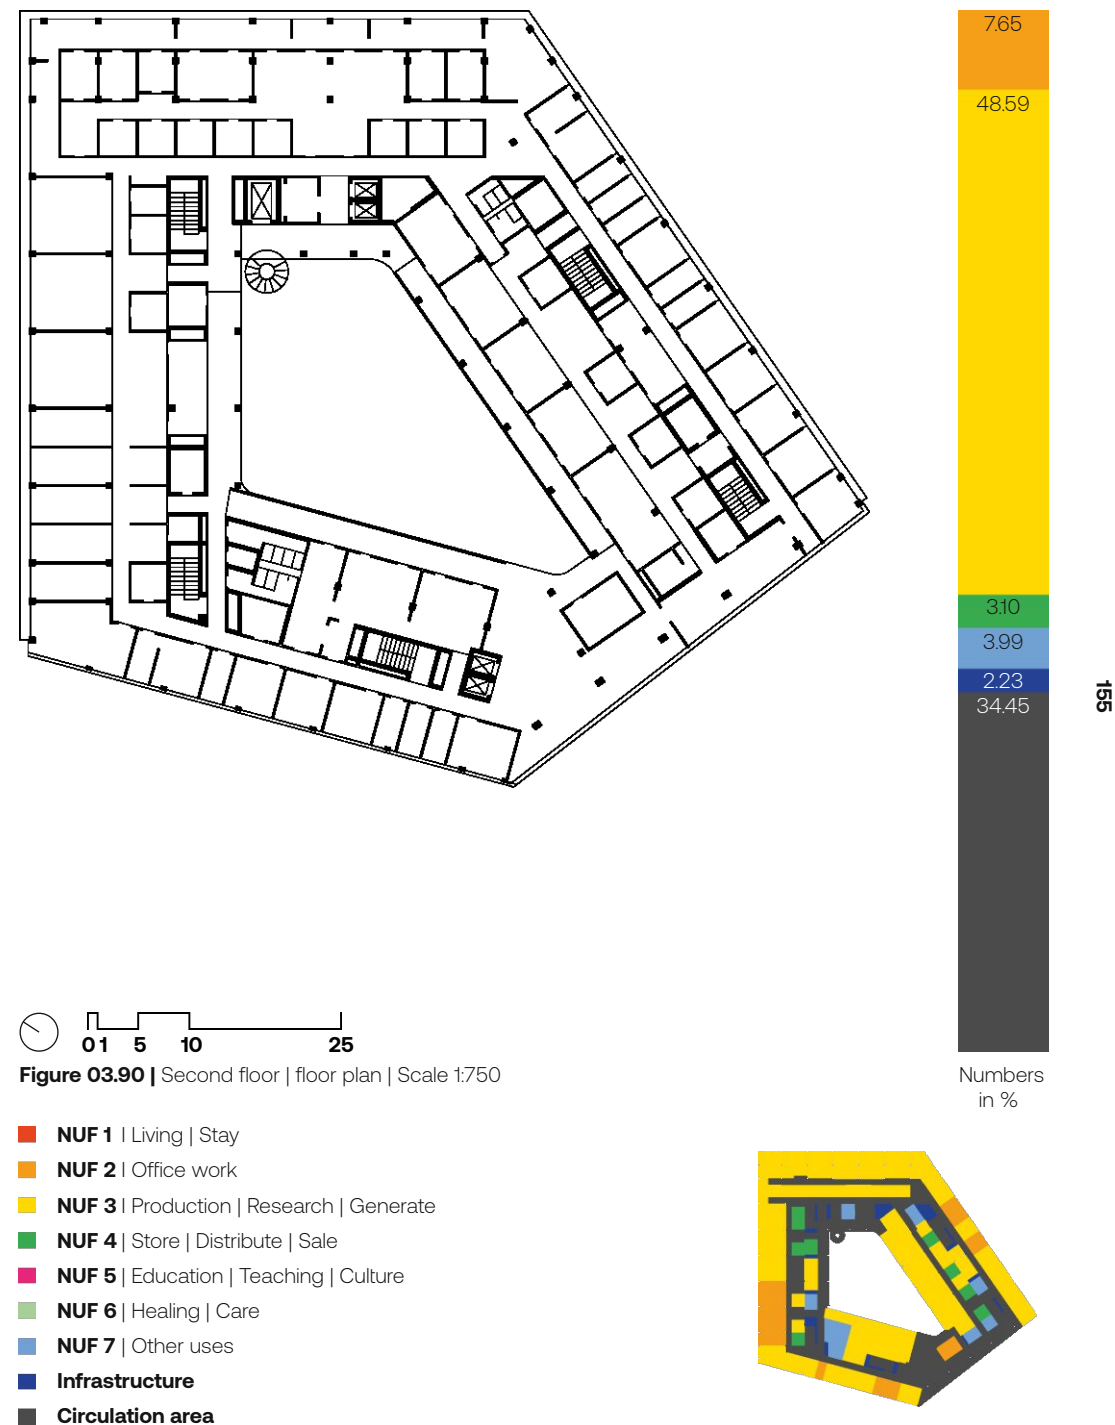 7.65
48.59
3.10
3.99
2.23
34.45
155
0 1 5 10 25
Figure 03.90 | Second floor | floor plan | Scale 1:750
Numbers
in %
NUF 1 | Living | Stay
NUF 2 | Office work
NUF 3 | Production | Research | Generate
NUF 4 | Store | Distribute | Sale
NUF 5 | Education | Teaching | Culture
NUF 6 | Healing | Care
NUF 7 | Other uses
Infrastructure
Circulation area